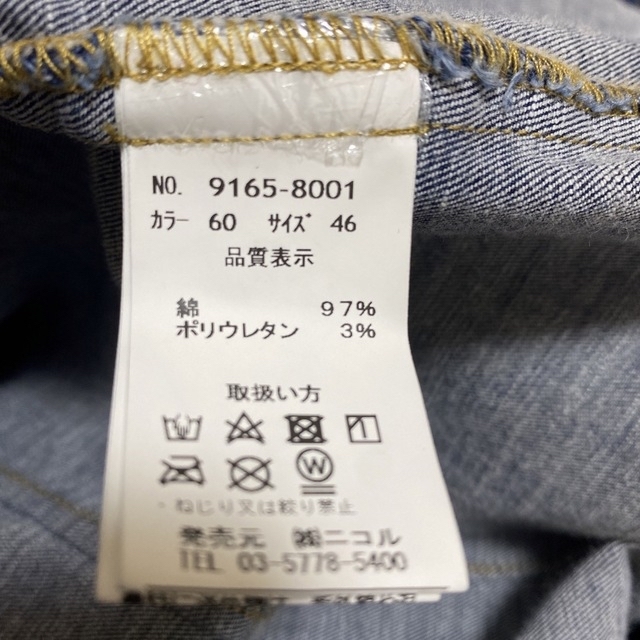 NO. 9165-8001
カラー 60 サイズ 46
品質表示
綿 97%
ポリウレタン 3%
取扱い方
W
・ねじり又は絞り禁止
発売元 ㈱ニコル
TEL 03-5778-5400